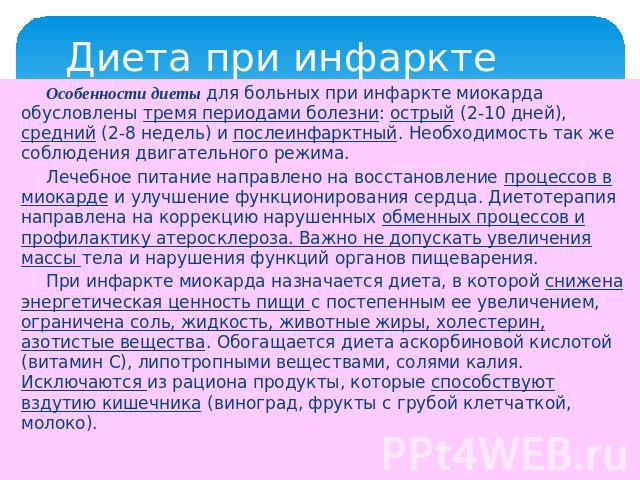 Диета при инфаркте
Особенности диеты для больных при инфаркте миокарда
обусловлены тремя периодами болезни: острый (2-10 дней),
средний (2-8 недель) и послеинфарктный. Необходимость так же
соблюдения двигательного режима.
Лечебное питание направлено на восстановление процессов в
миокарде и улучшение функционирования сердца. Диетотерапия
направлена на коррекцию нарушенных обменных процессов и
профилактику атеросклероза. Важно не допускать увеличения
массы тела и нарушения функций органов пищеварения.
При инфаркте миокарда назначается диета, в которой снижена
энергетическая ценность пищи с постепенным ее увеличением,
ограничена соль, жидкость, животные жиры, холестерин,
азотистые вещества. Обогащается диета аскорбиновой кислотой
(витамин С), липотропными веществами, солями калия.
Исключаются из рациона продукты, которые способствуют
вздутию кишечника (виноград, фрукты с грубой клетчаткой,
молоко).
PPt4WEB.ru